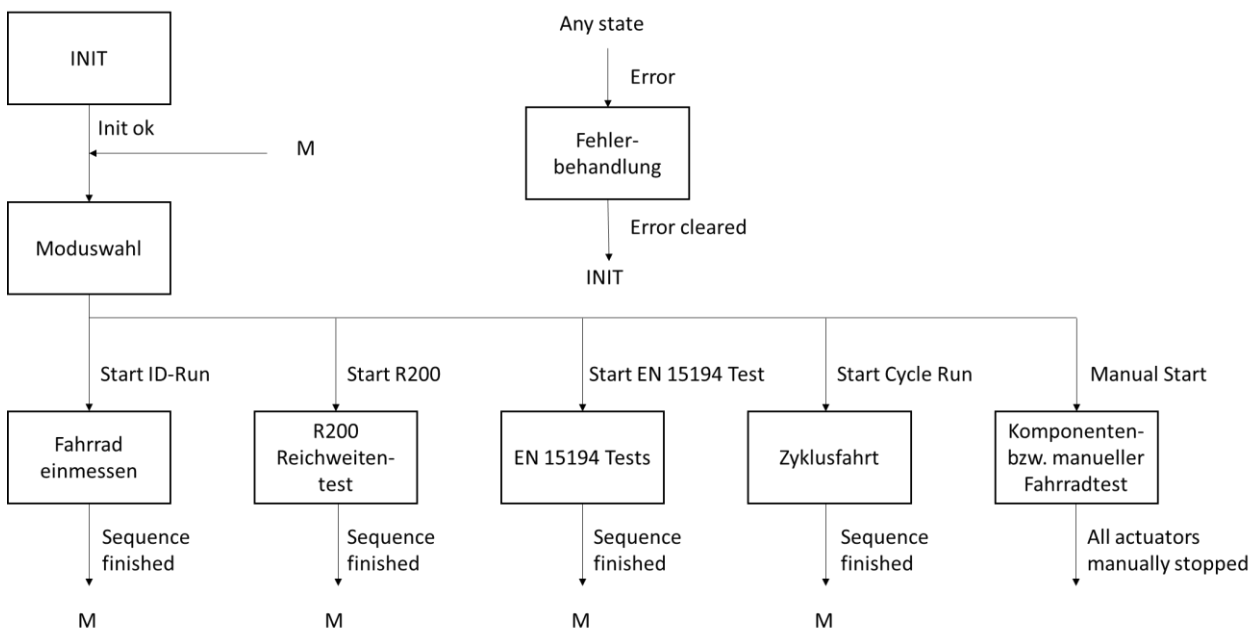 INIT
Any state
Error
Init ok
M
Fehler-
behandlung
Moduswahl
Error cleared
INIT
Start ID-Run
Start R200
Start EN 15194 Test
Start Cycle Run
Manual Start
Fahrrad
einmessen
R200
Reichweiten-
test
EN 15194 Tests
Zyklusfahrt
Komponenten-
bzw. manueller
Fahrradtest
Sequence
finished
Sequence
finished
Sequence
finished
Sequence
finished
All actuators
manually stopped
M
M
M
M